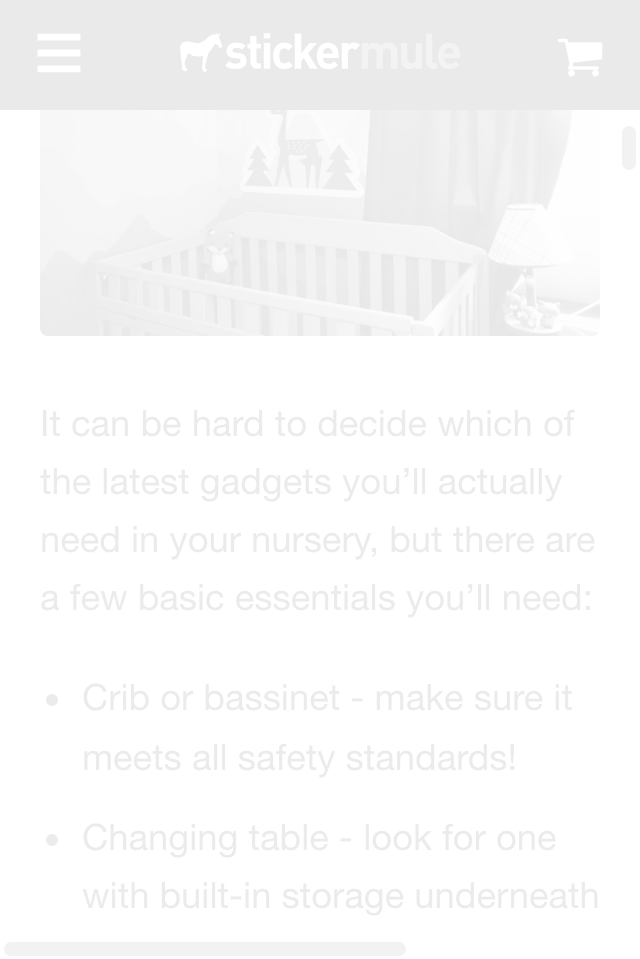 stickermule
It can be hard to decide which of
the latest gadgets you’ll actually
need in your nursery, but there are
a few basic essentials you’ll need:
• Crib or bassinet - make sure it
meets all safety standards!
• Changing table - look for one
with built-in storage underneath